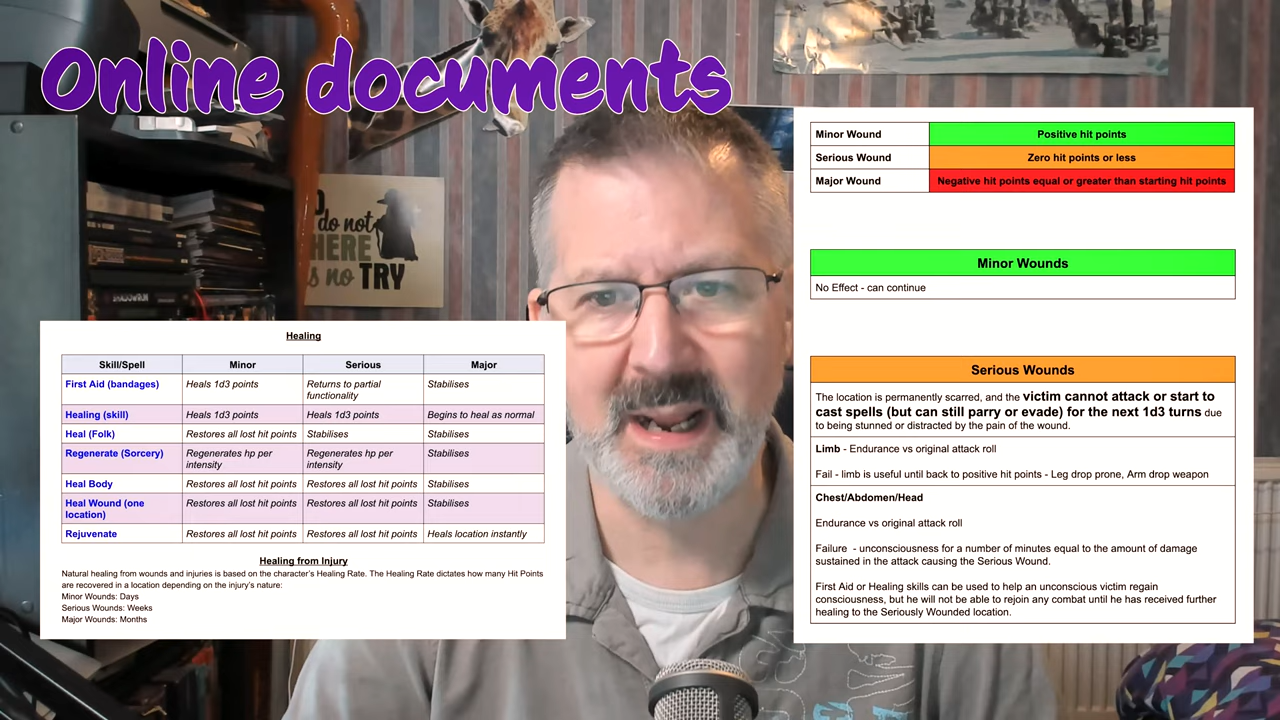 Online documents
do not
HERE
is no TRY
Minor Wound Positive hit points
Serious Wound Zero hit points or less
Major Wound Negative hit points equal or greater than starting hit points
Minor Wounds
No Effect - can continue
Serious Wounds
The location is permanently scarred, and the victim cannot attack or start to
cast spells (but can still parry or evade) for the next 1d3 turns due
to being stunned or distracted by the pain of the wound.
Limb - Endurance vs original attack roll
Fail - limb is useful until back to positive hit points - Leg drop prone, Arm drop weapon
Chest/Abdomen/Head
Endurance vs original attack roll
Failure - unconsciousness for a number of minutes equal to the amount of damage
sustained in the attack causing the Serious Wound.
First Aid or Healing skills can be used to help an unconscious victim regain
consciousness, but he will not be able to rejoin any combat until he has received further
healing to the Seriously Wounded location.
Healing
Skill/Spell Minor Serious Major
First Aid (bandages) Heals 1d3 points Returns to partial Stabilises
functionality
Healing (skill) Heals 1d3 points Heals 1d3 points Begins to heal as normal
Heal (Folk) Restores all lost hit points Stabilises Stabilises
Regenerate (Sorcery) Regenerates hp per Regenerates hp per Stabilises
intensity intensity
Heal Body Restores all lost hit points Restores all lost hit points Stabilises
Heal Wound (one Restores all lost hit points Restores all lost hit points Stabilises
location)
Rejuvenate Restores all lost hit points Restores all lost hit points Heals location instantly
Healing from Injury
Natural healing from wounds and injuries is based on the character's Healing Rate. The Healing Rate dictates how many Hit Points
are recovered in a location depending on the injury's nature:
Minor Wounds: Days
Serious Wounds: Weeks
Major Wounds: Months